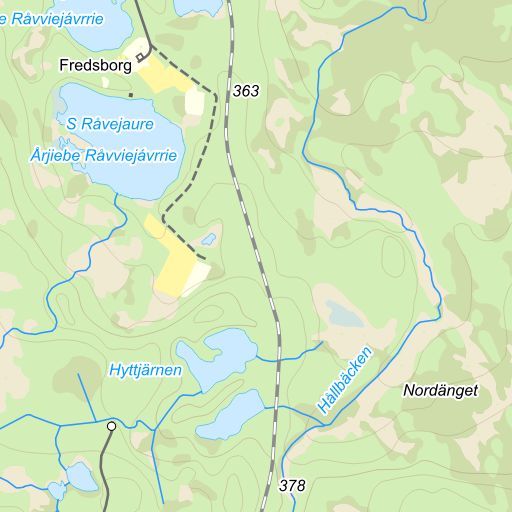 e Råvviejávrrie
Fredsborg
363
S Råvejaure
Årjiebe Råvviejávrrie
Hyttjärnen
Hällbäcken
Nordänget
378